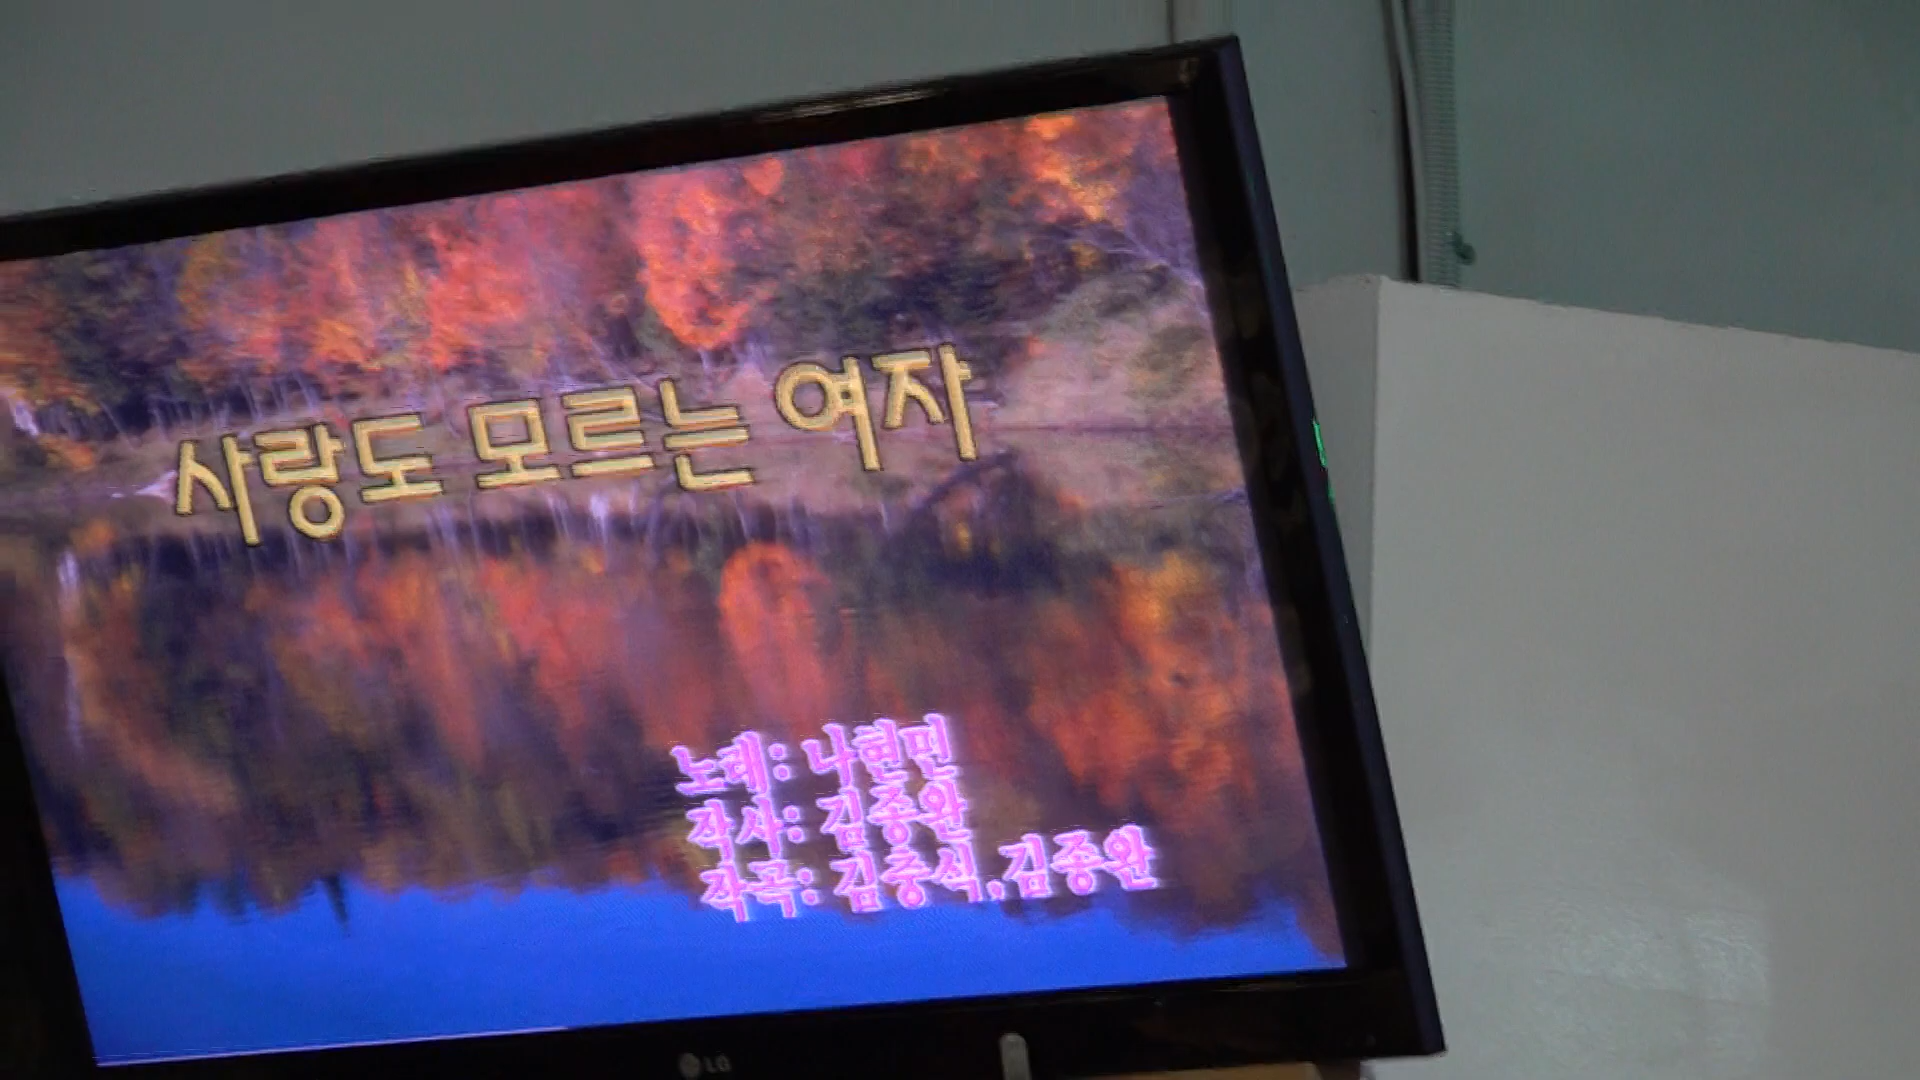 사랑도 모르는 여자
노래: 나현민
작사: 김종완
작곡: 김중식,김종완
LG